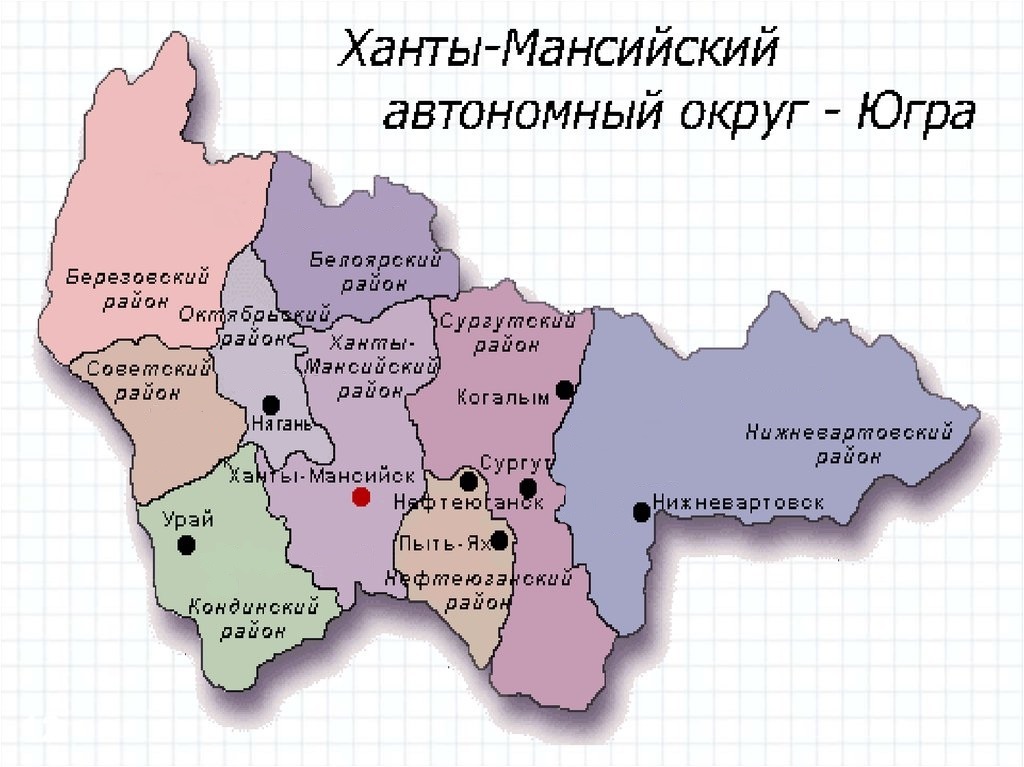 Ханты-Мансийский
автономный округ - Югра
Березовский
район
Белоярский
район
Октябрьский
район
Сургутский
район
Ханты-
Мансийский
район
Советский
район
Когалым
Нягань
Нижневартовский
район
Ханты-Мансийск
Сургут
Нефтеюганск
Нижневартовск
Урай
Пыть-Ях
Нефтеюганский
район
Кондинский
район